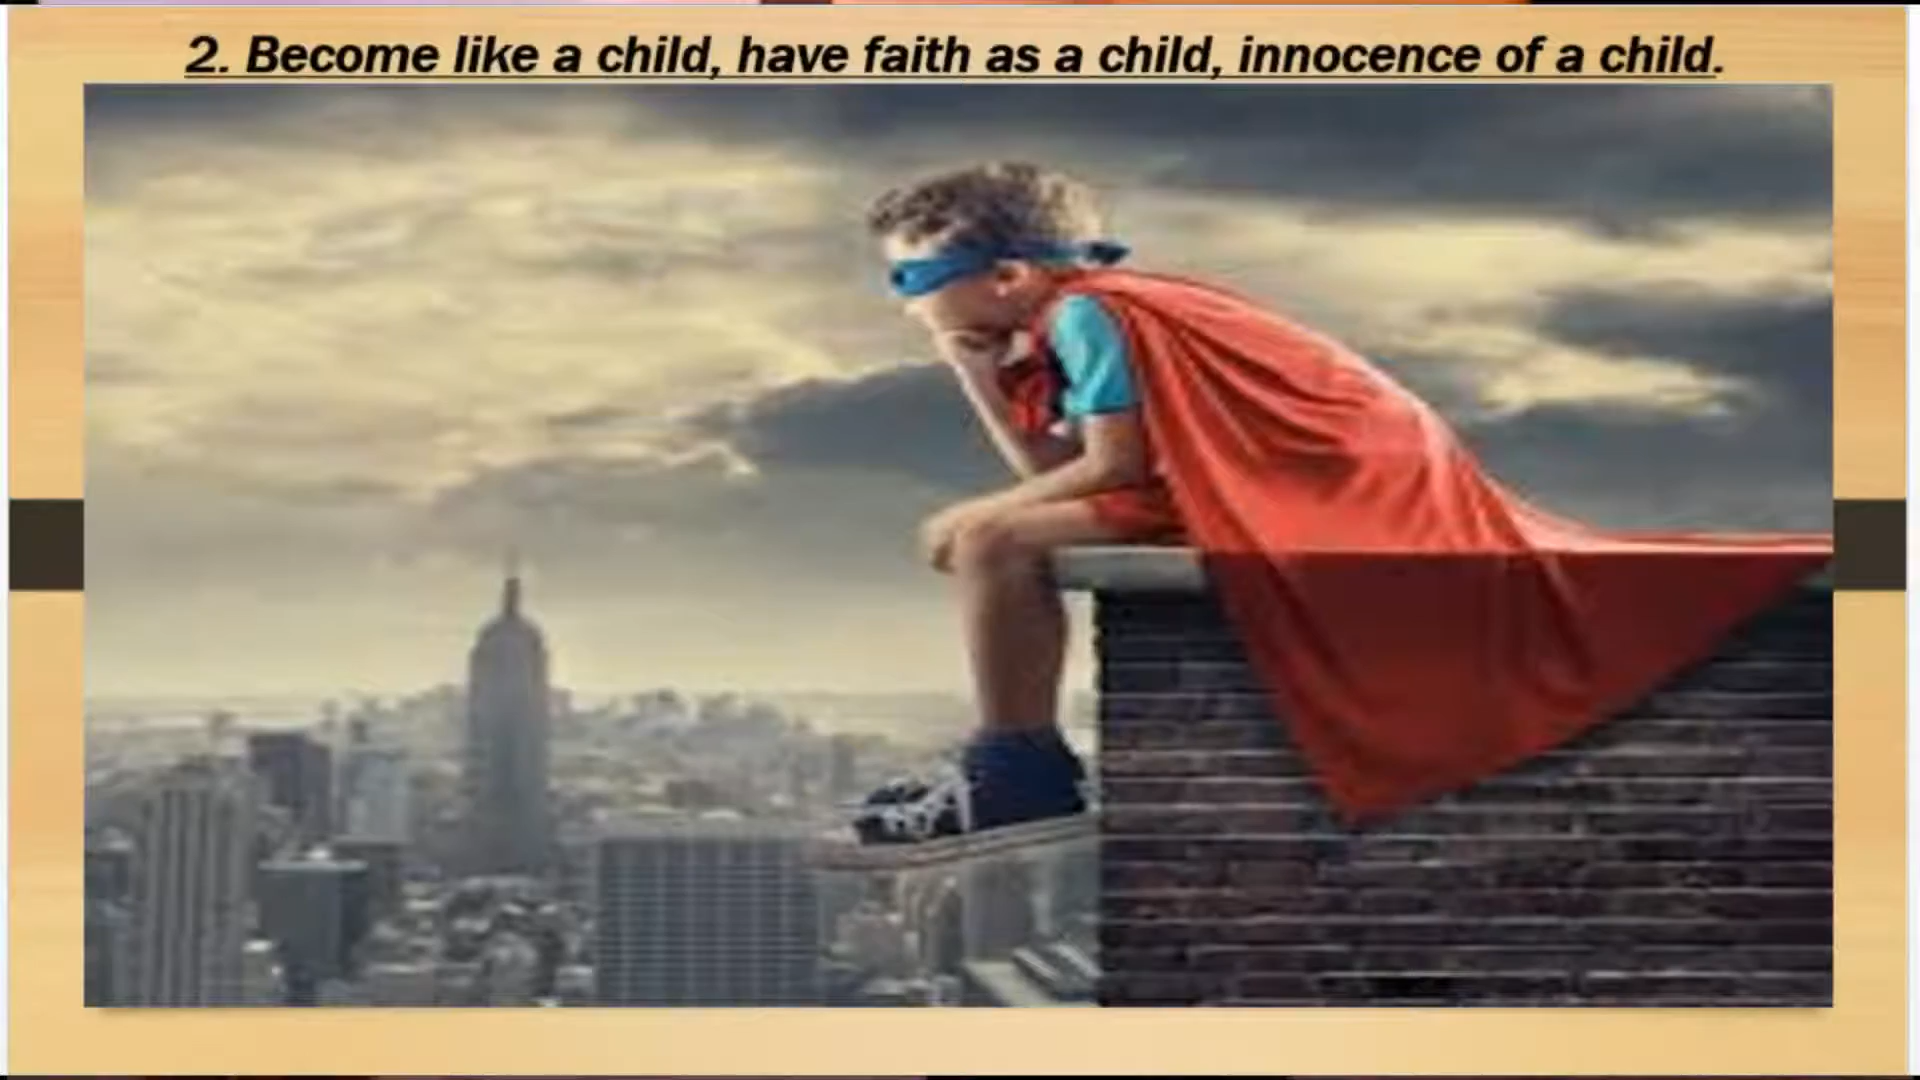 2. Become like a child, have faith as a child, innocence of a child.